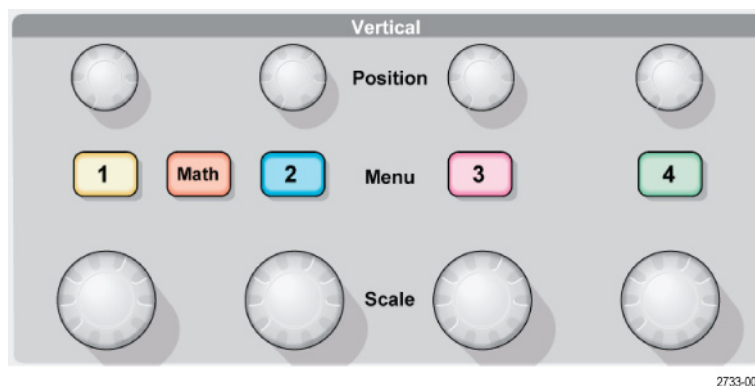 Vertical
Position
1 Math 2 Menu 3 4
Scale
2733-00